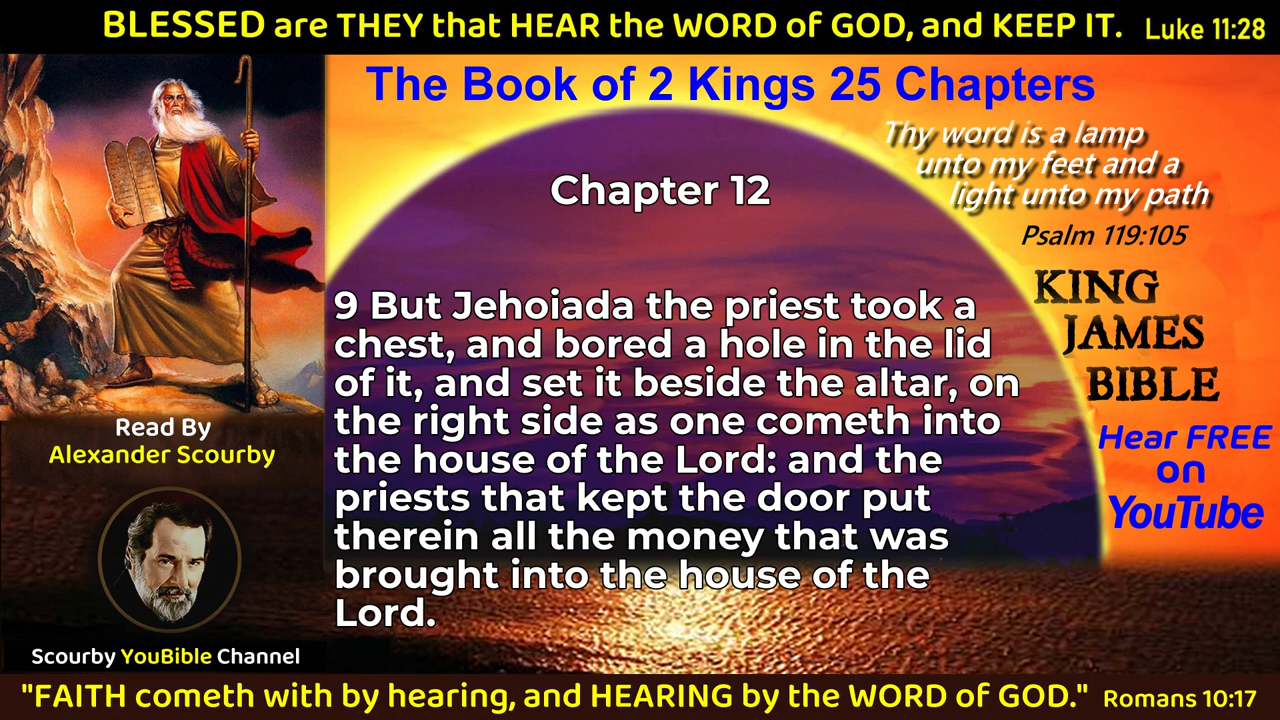 BLESSED are THEY that HEAR the WORD of GOD, and KEEP IT. Luke 11:28
The Book of 2 Kings 25 Chapters
Thy word is a lamp
unto my feet and a
light unto my path
Psalm 119:105
KING
JAMES
BIBLE
Hear FREE
on
YouTube
Chapter 12
9 But Jehoiada the priest took a
chest, and bored a hole in the lid
of it, and set it beside the altar, on
the right side as one cometh into
the house of the Lord: and the
priests that kept the door put
therein all the money that was
brought into the house of the
Lord.
Read By
Alexander Scourby
Scourby YouBible Channel
"FAITH cometh with by hearing, and HEARING by the WORD of GOD." Romans 10:17